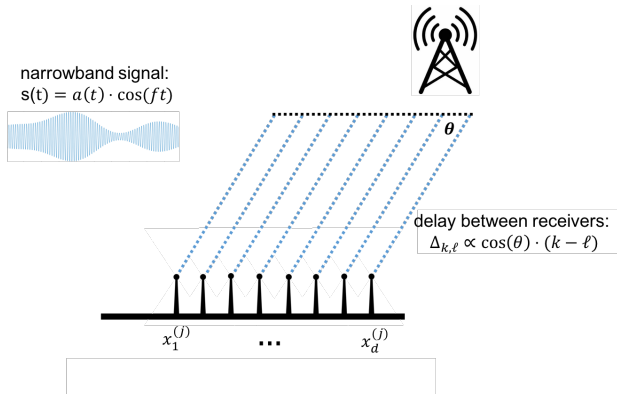 narrowband signal:
s(t) = a(t) · cos(ft)
θ
delay between receivers:
Δ_{k,ℓ} ∝ cos(θ) · (k − ℓ)
x_1^{(j)} ... x_d^{(j)}